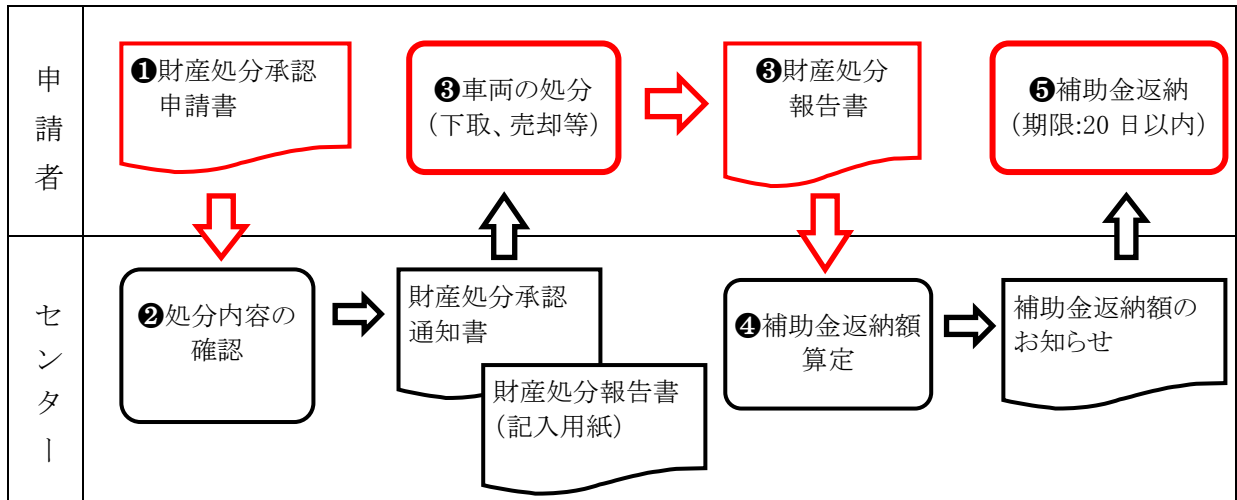 申請者
❶財産処分承認
申請書
❸車両の処分
(下取、売却等)
❸財産処分
報告書
❺補助金返納
(期限:20 日以内)
センター
❷処分内容の
確認
財産処分承認
通知書
財産処分報告書
(記入用紙)
❹補助金返納額
算定
補助金返納額の
お知らせ